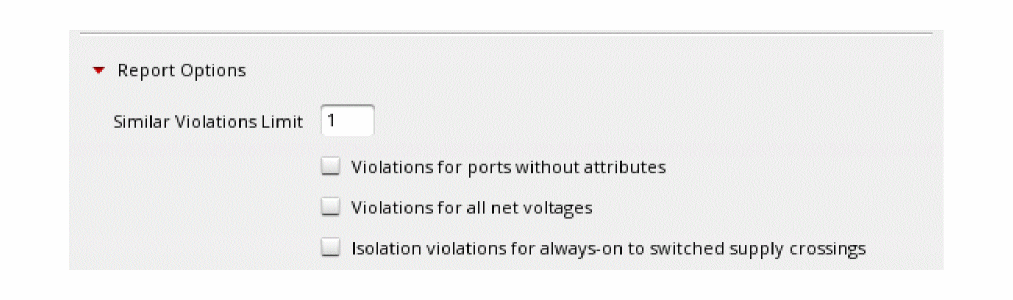 Report Options
Similar Violations Limit 1
Violations for ports without attributes
Violations for all net voltages
Isolation violations for always-on to switched supply crossings